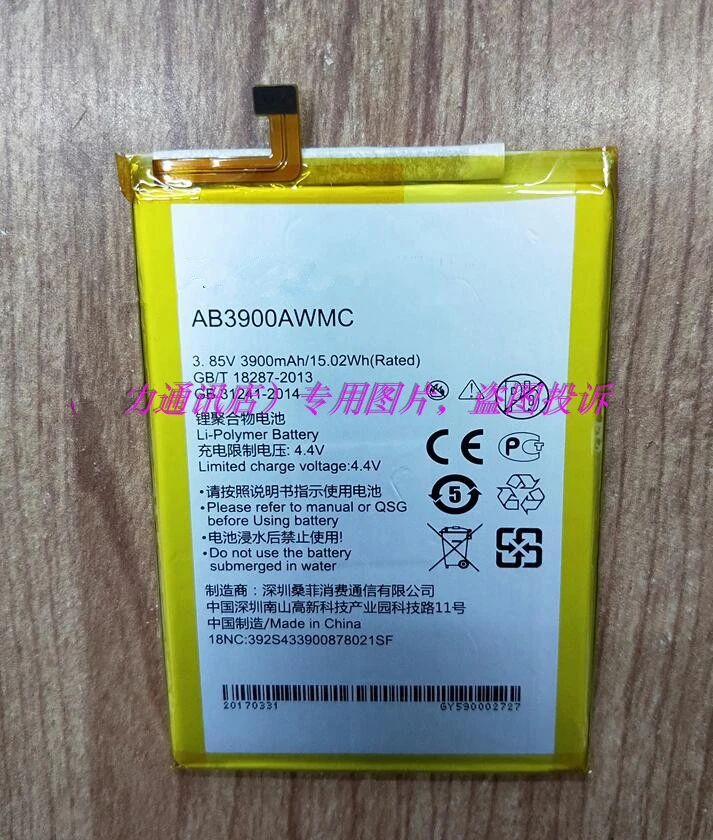 AB3900AWMC
3. 85V 3900mAh/15.02Wh(Rated)
GB/T 18287-2013
GB 31241-2014
力通讯店）专用图片，盗图投诉
锂聚合物电池
Li-Polymer Battery
充电限制电压: 4.4V
Limited charge voltage:4.4V
•请按照说明书指示使用电池
•Please refer to manual or QSG
before Using battery
•电池浸水后禁止使用!
•Do not use the battery
submerged in water
5
制造商：深圳桑菲消费通信有限公司
中国深圳南山高新科技产业园科技路11号
中国制造/Made in China
18NC:392S433900878021SF
20170331 GY590002727